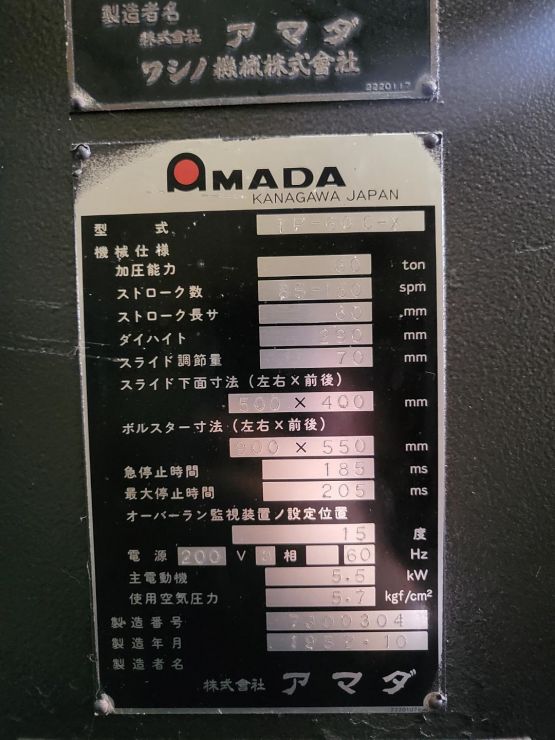 製造者名
株式會社 アマダ
ワシノ機械株式會社
2220117
AMADA
KANAGAWA JAPAN
型 式 TP-60C-X
機械仕様
加圧能力 60 ton
ストローク数 85-130 spm
ストローク長サ 60 mm
ダイハイト mm
スライド調節量 70 mm
スライド下面寸法(左右×前後)
500 × 400 mm
ボルスター寸法(左右×前後)
900 × 550 mm
急停止時間 185 ms
最大停止時間 205 ms
オーバーラン監視装置ノ設定位置
15 度
電源 200 V 3 相 60 Hz
主電動機 5.5 kW
使用空気圧力 5.7 kgf/cm²
製造番号
製造年月
製造者名
株式會社 アマダ